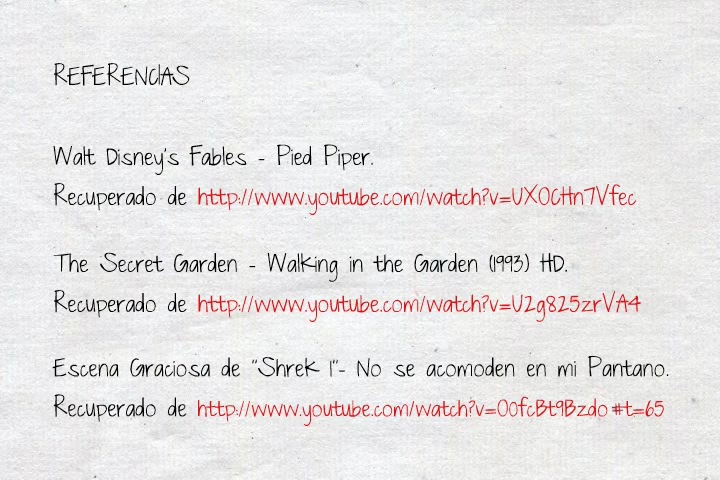 REFERENCIAS
Walt Disney's Fables - Pied Piper.
Recuperado de http://www.youtube.com/watch?v=UXOCHn7Vfec
The Secret Garden - Walking in the Garden (1993) HD.
Recuperado de http://www.youtube.com/watch?v=U2g825zrVA4
Escena Graciosa de "Shrek 1"- No se acomoden en mi Pantano.
Recuperado de http://www.youtube.com/watch?v=OOfcBt9Bzdo#t=65